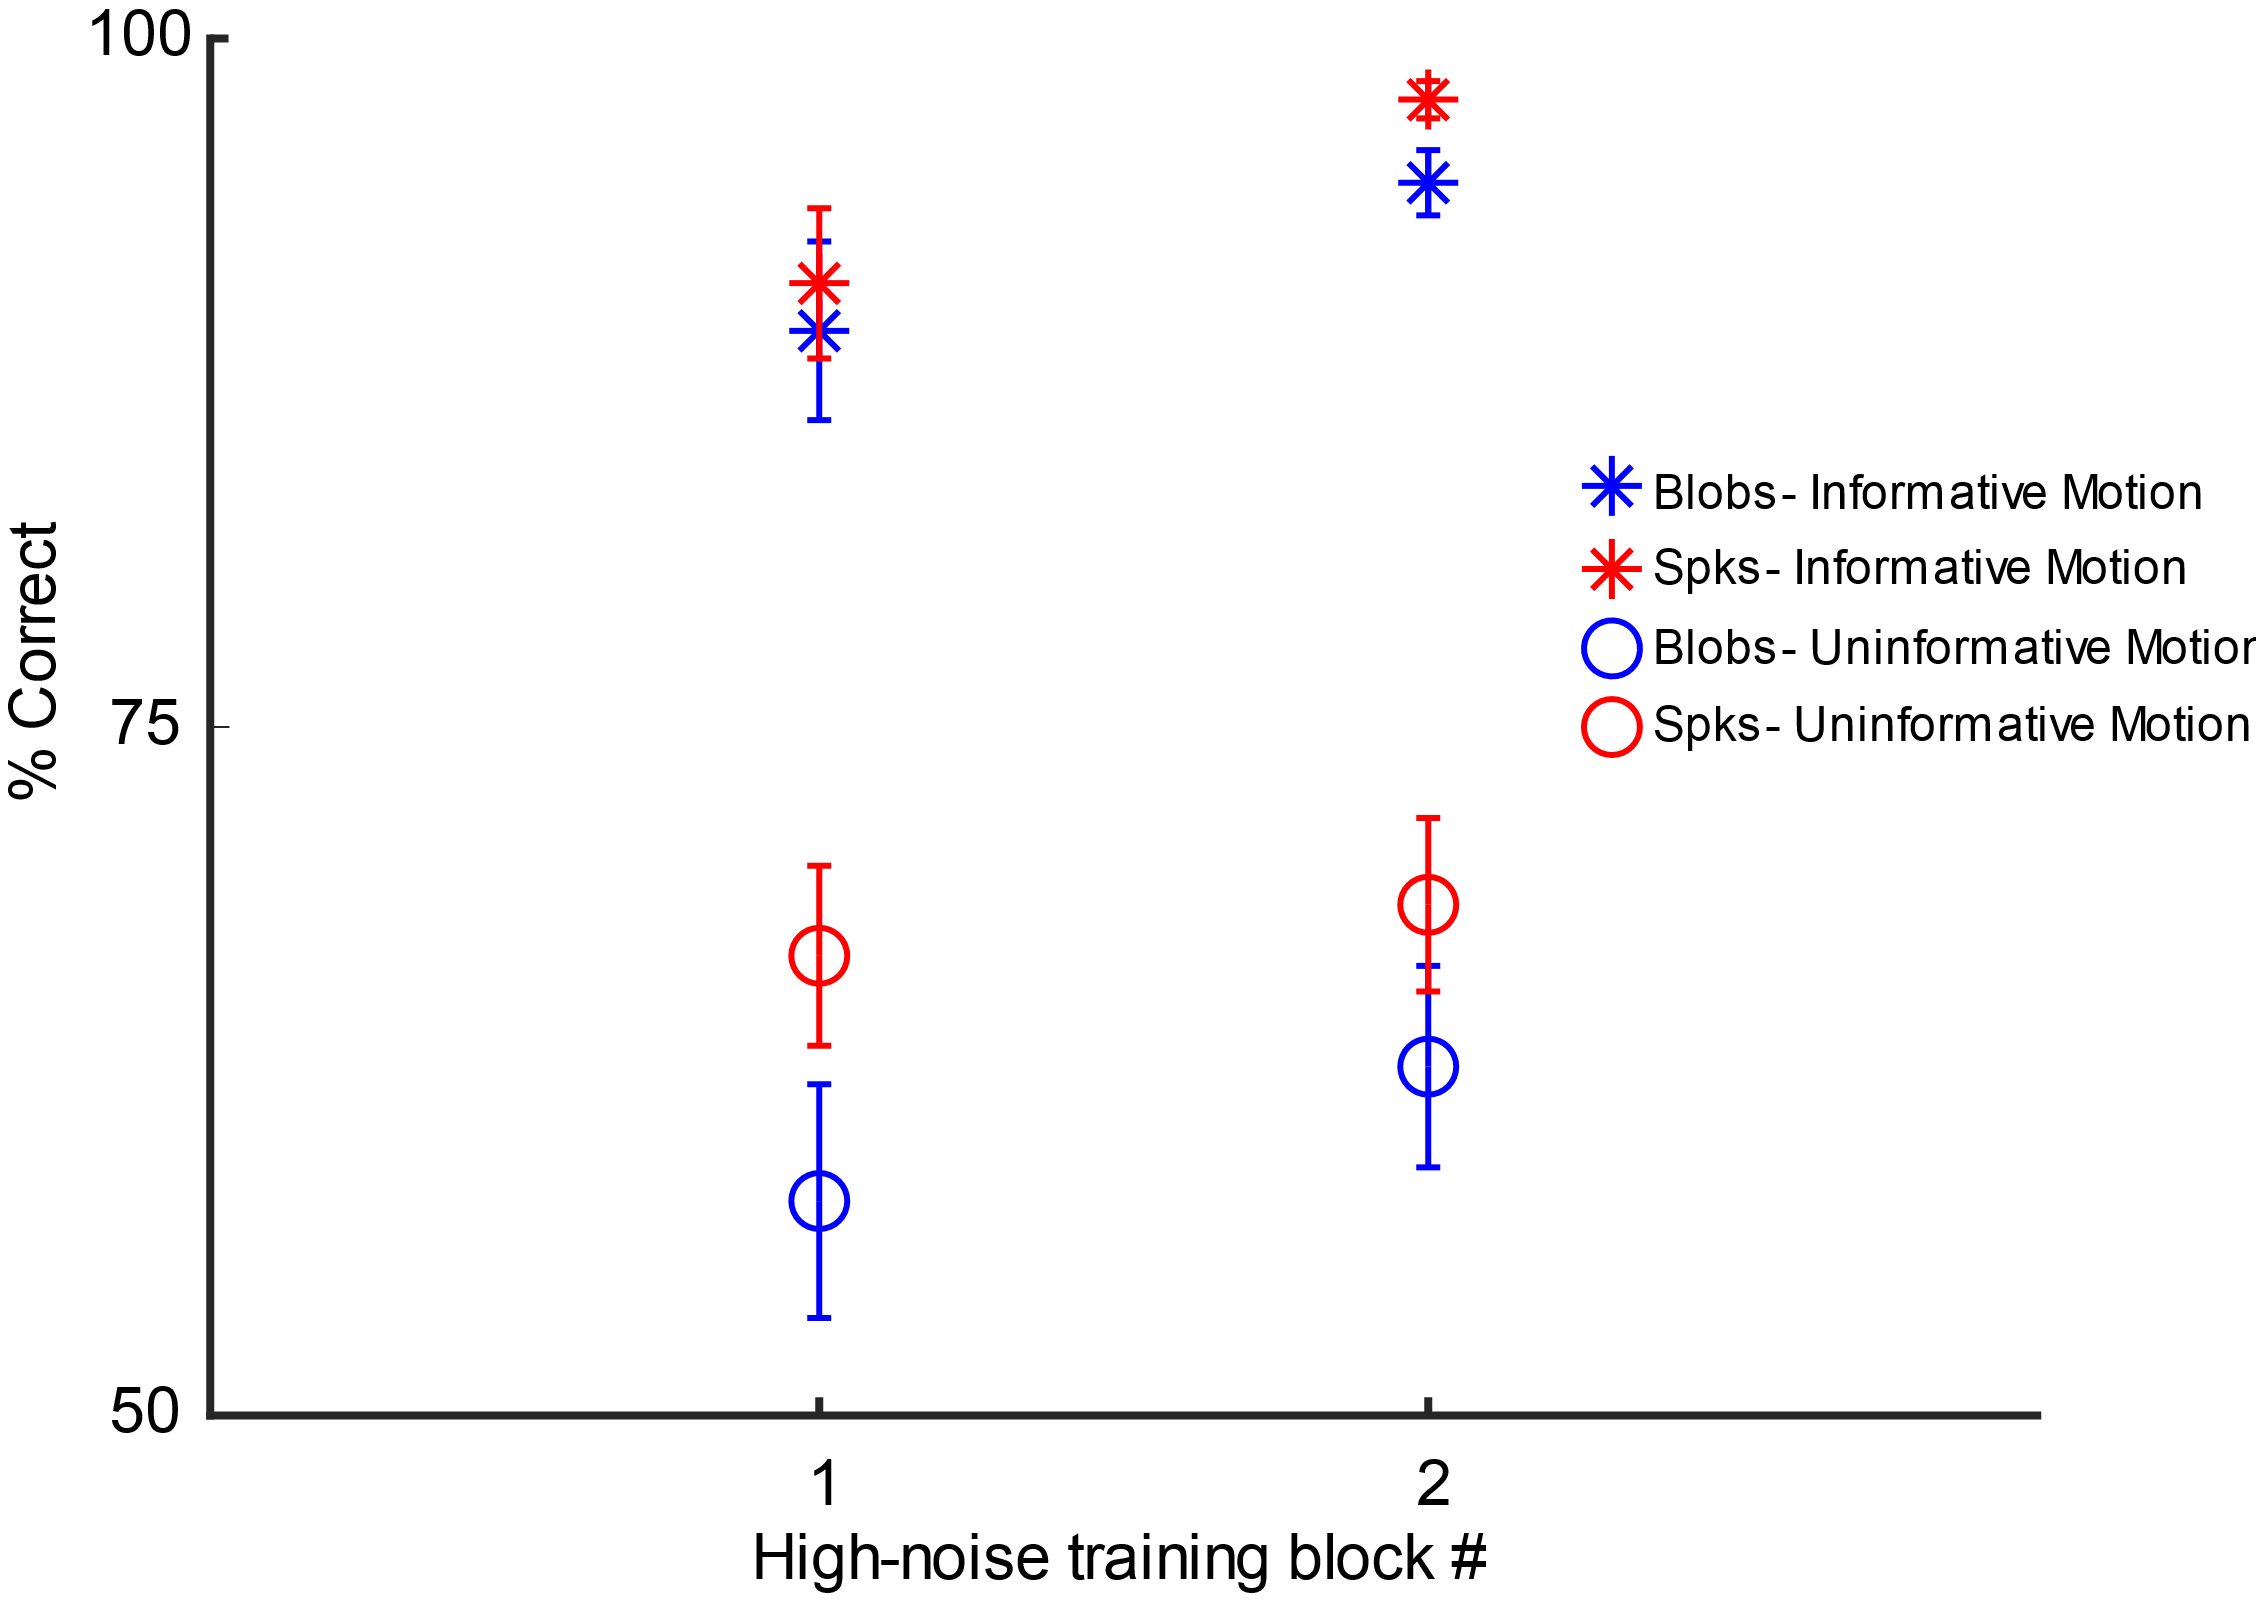 100
75
50
% Correct
1
2
High-noise training block #
Blobs- Informative Motion
Spks- Informative Motion
Blobs- Uninformative Motion
Spks- Uninformative Motion